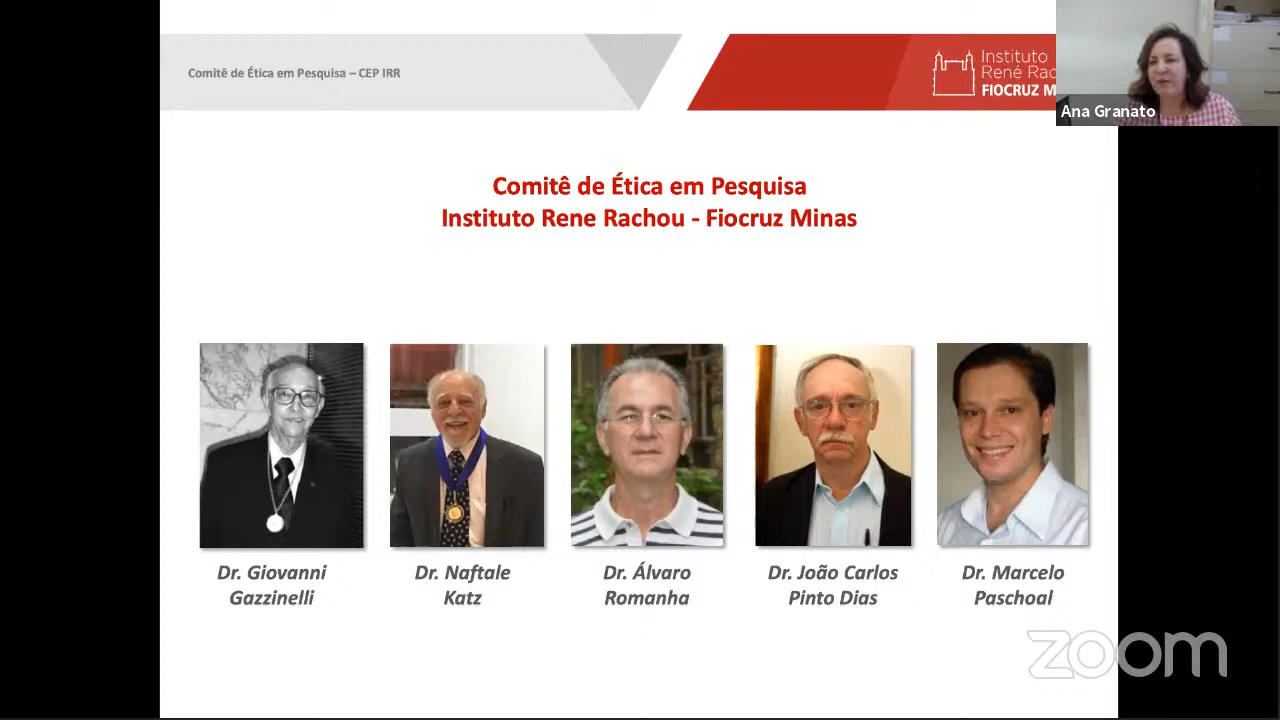 Comitê de Ética em Pesquisa – CEP IRR
Instituto
René Rac
FIOCRUZ M
Ana Granato
Comitê de Ética em Pesquisa
Instituto Rene Rachou - Fiocruz Minas
Dr. Giovanni
Gazzinelli
Dr. Naftale
Katz
Dr. Álvaro
Romanha
Dr. João Carlos
Pinto Dias
Dr. Marcelo
Paschoal
zoom